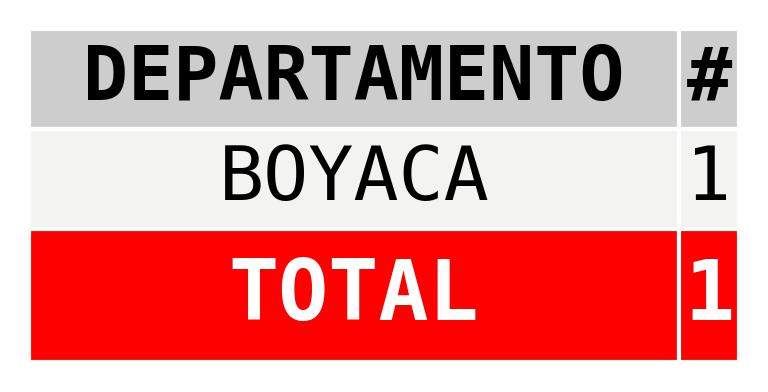 DEPARTAMENTO #
BOYACA 1
TOTAL 1